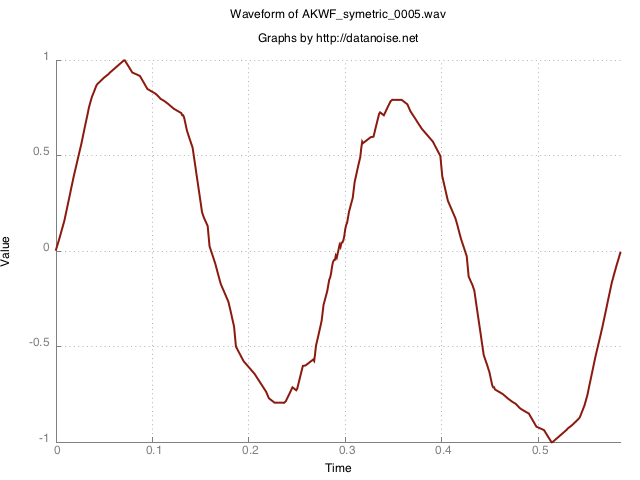 Waveform of AKWF_symetric_0005.wav
Graphs by http://datanoise.net
1
0.5
0
-0.5
-1
Value
0
0.1
0.2
0.3
0.4
0.5
Time